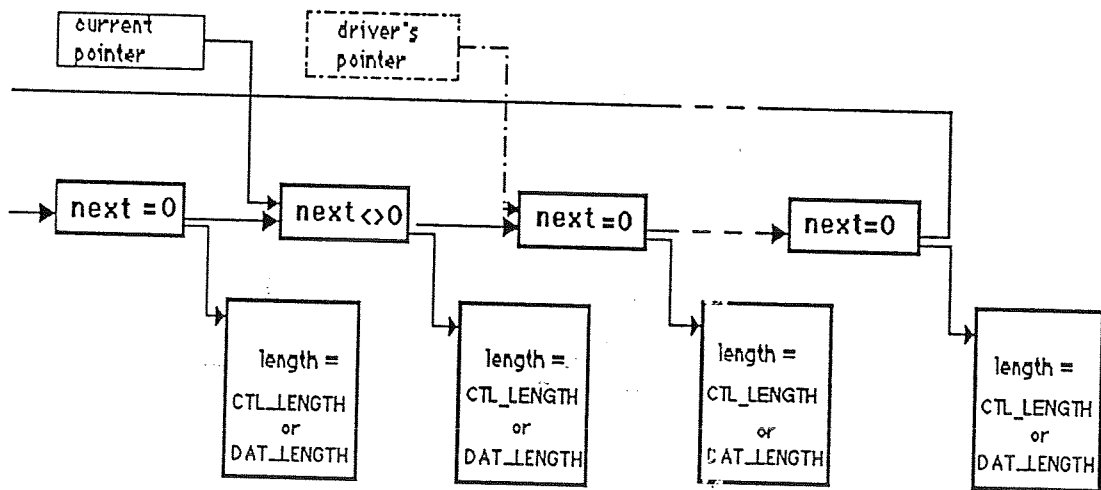 current
pointer
driver's
pointer
next =0
next<>0
next =0
next=0
length =
CTL_LENGTH
or
DAT_LENGTH
length =
CTL_LENGTH
or
DAT_LENGTH
length =
CTL_LENGTH
or
DAT_LENGTH
length =
CTL_LENGTH
or
DAT_LENGTH